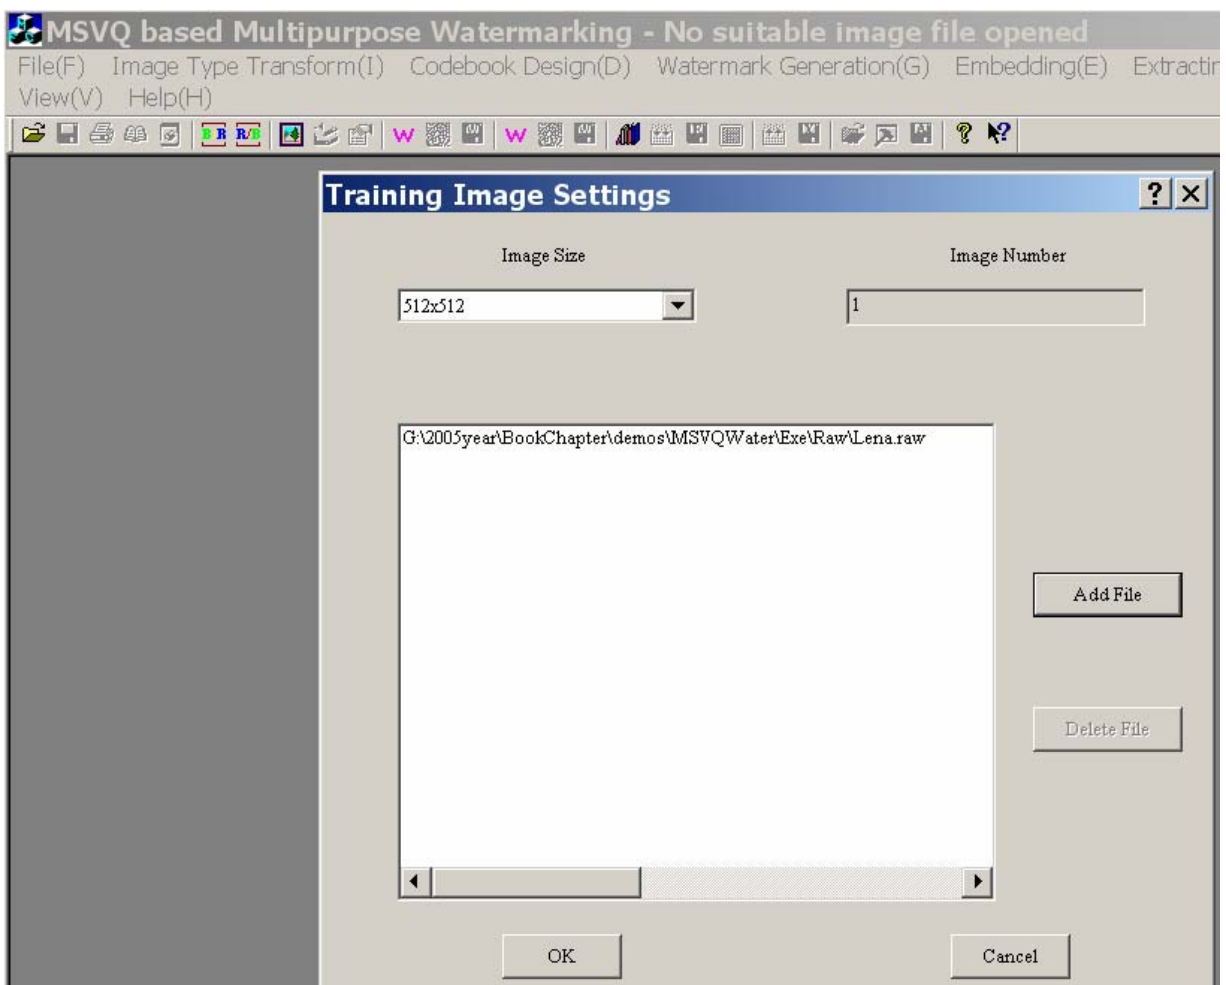 MSVQ based Multipurpose Watermarking - No suitable image file opened
File(F) Image Type Transform(I) Codebook Design(D) Watermark Generation(G) Embedding(E) Extractin
View(V) Help(H)
Training Image Settings
Image Size Image Number
512x512 1
G:\2005year\BookChapter\demos\MSVQWater\Exe\Raw\Lena.raw
Add File
Delete File
OK Cancel